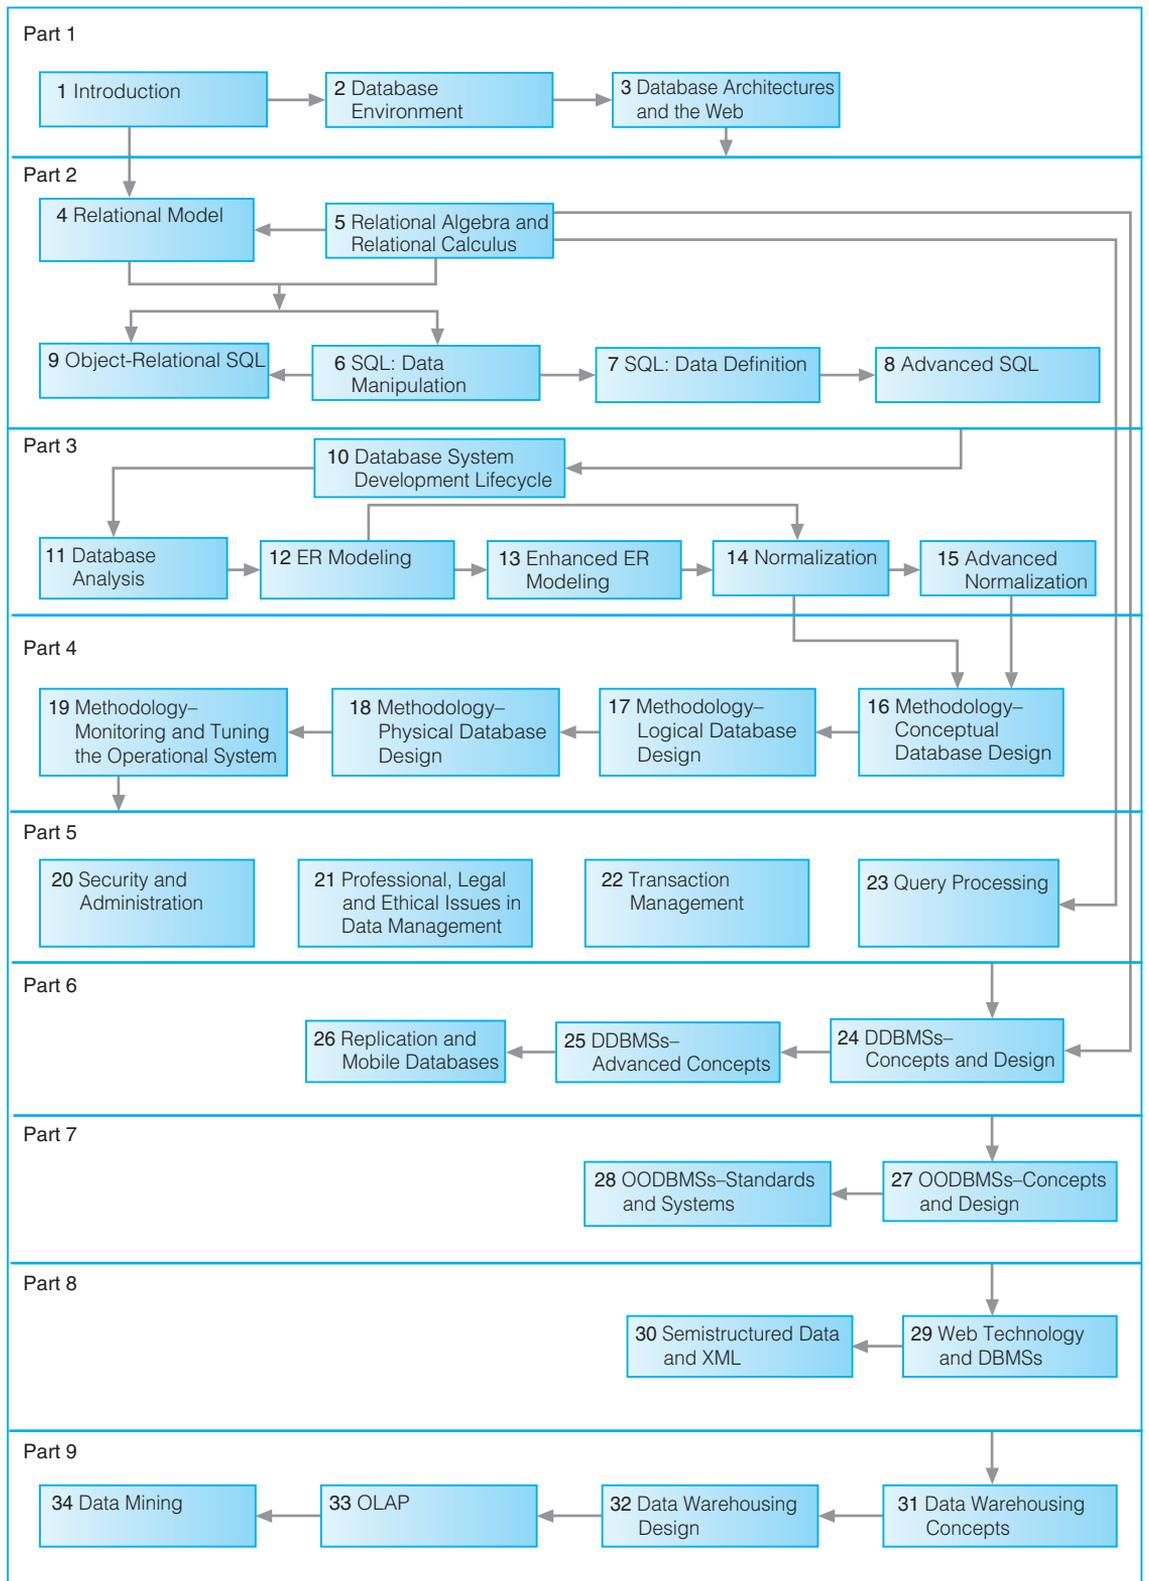 Part 1
1 Introduction
2 Database
Environment
3 Database Architectures
and the Web
Part 2
4 Relational Model
5 Relational Algebra and
Relational Calculus
9 Object-Relational SQL
6 SQL: Data
Manipulation
7 SQL: Data Definition
8 Advanced SQL
Part 3
10 Database System
Development Lifecycle
11 Database
Analysis
12 ER Modeling
13 Enhanced ER
Modeling
14 Normalization
15 Advanced
Normalization
Part 4
19 Methodology–
Monitoring and Tuning
the Operational System
18 Methodology–
Physical Database
Design
17 Methodology–
Logical Database
Design
16 Methodology–
Conceptual
Database Design
Part 5
20 Security and
Administration
21 Professional, Legal
and Ethical Issues in
Data Management
22 Transaction
Management
23 Query Processing
Part 6
26 Replication and
Mobile Databases
25 DDBMSs–
Advanced Concepts
24 DDBMSs–
Concepts and Design
Part 7
28 OODBMSs–Standards
and Systems
27 OODBMSs–Concepts
and Design
Part 8
30 Semistructured Data
and XML
29 Web Technology
and DBMSs
Part 9
34 Data Mining
33 OLAP
32 Data Warehousing
Design
31 Data Warehousing
Concepts